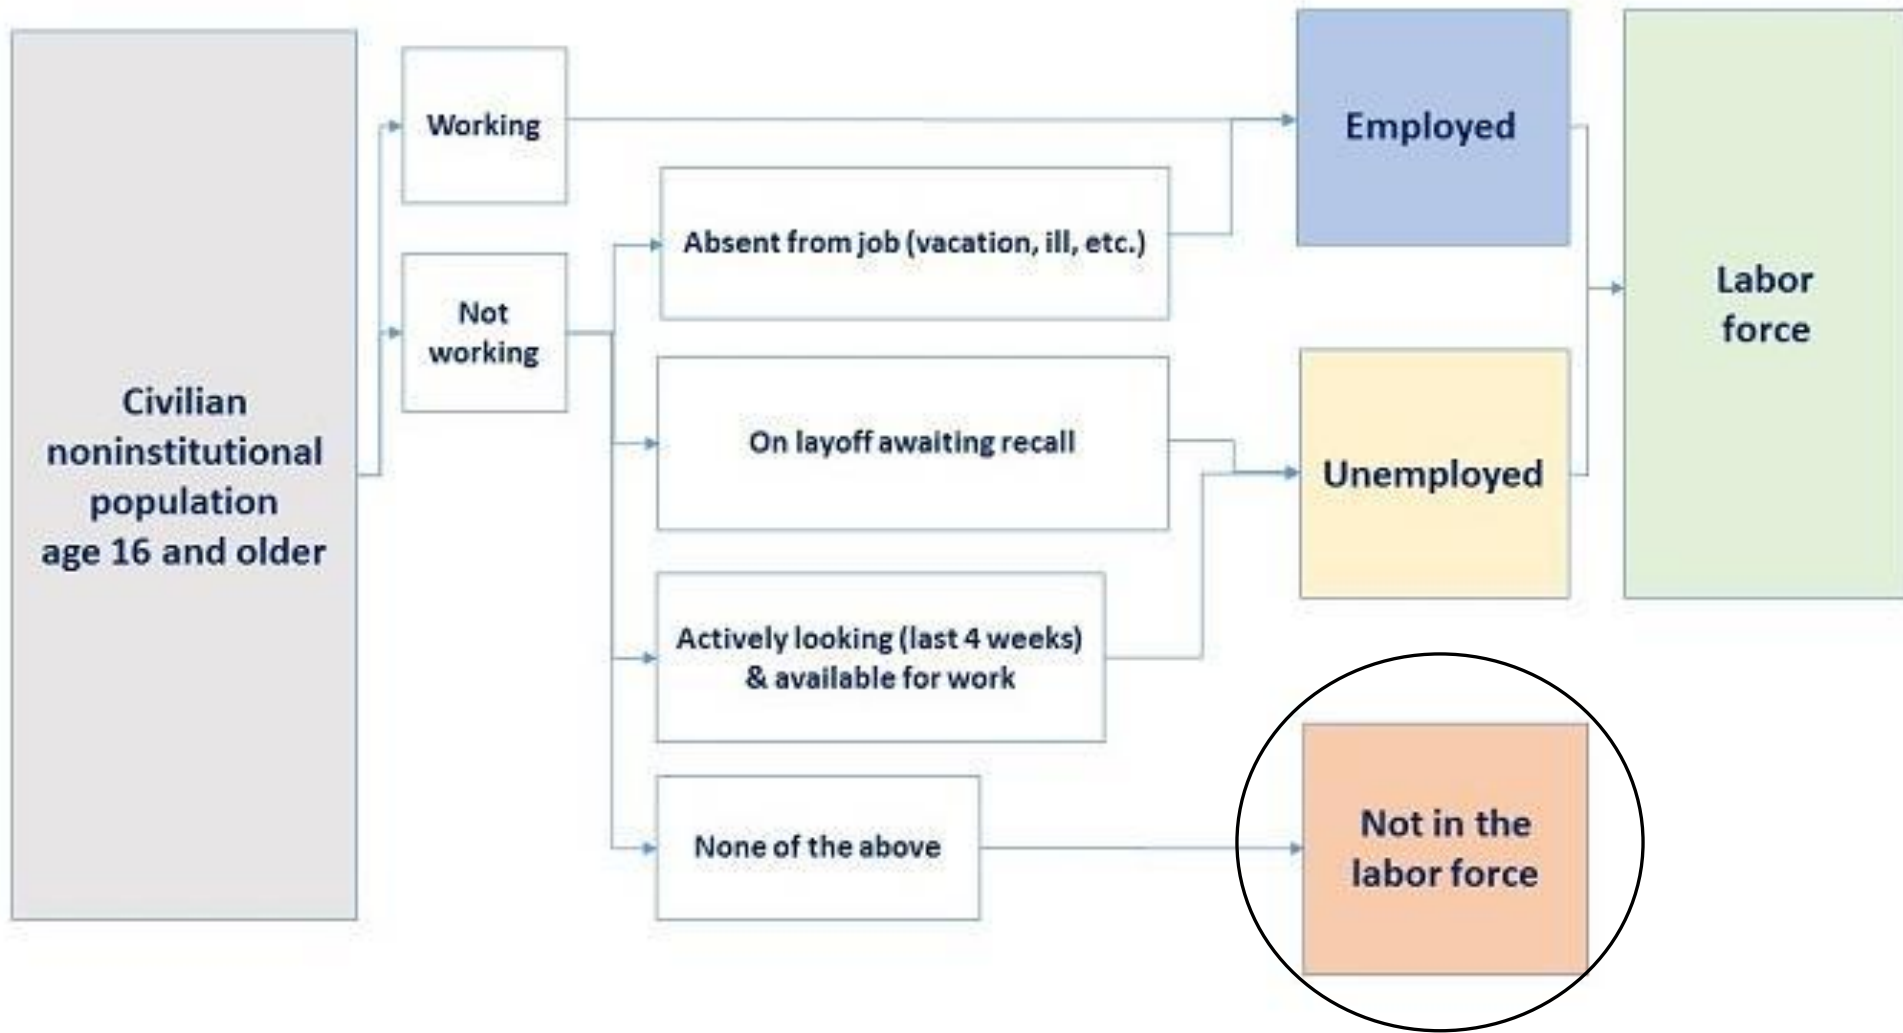 Civilian
noninstitutional
population
age 16 and older
Working
Not
working
Absent from job (vacation, ill, etc.)
On layoff awaiting recall
Actively looking (last 4 weeks)
& available for work
None of the above
Employed
Unemployed
Not in the
labor force
Labor
force